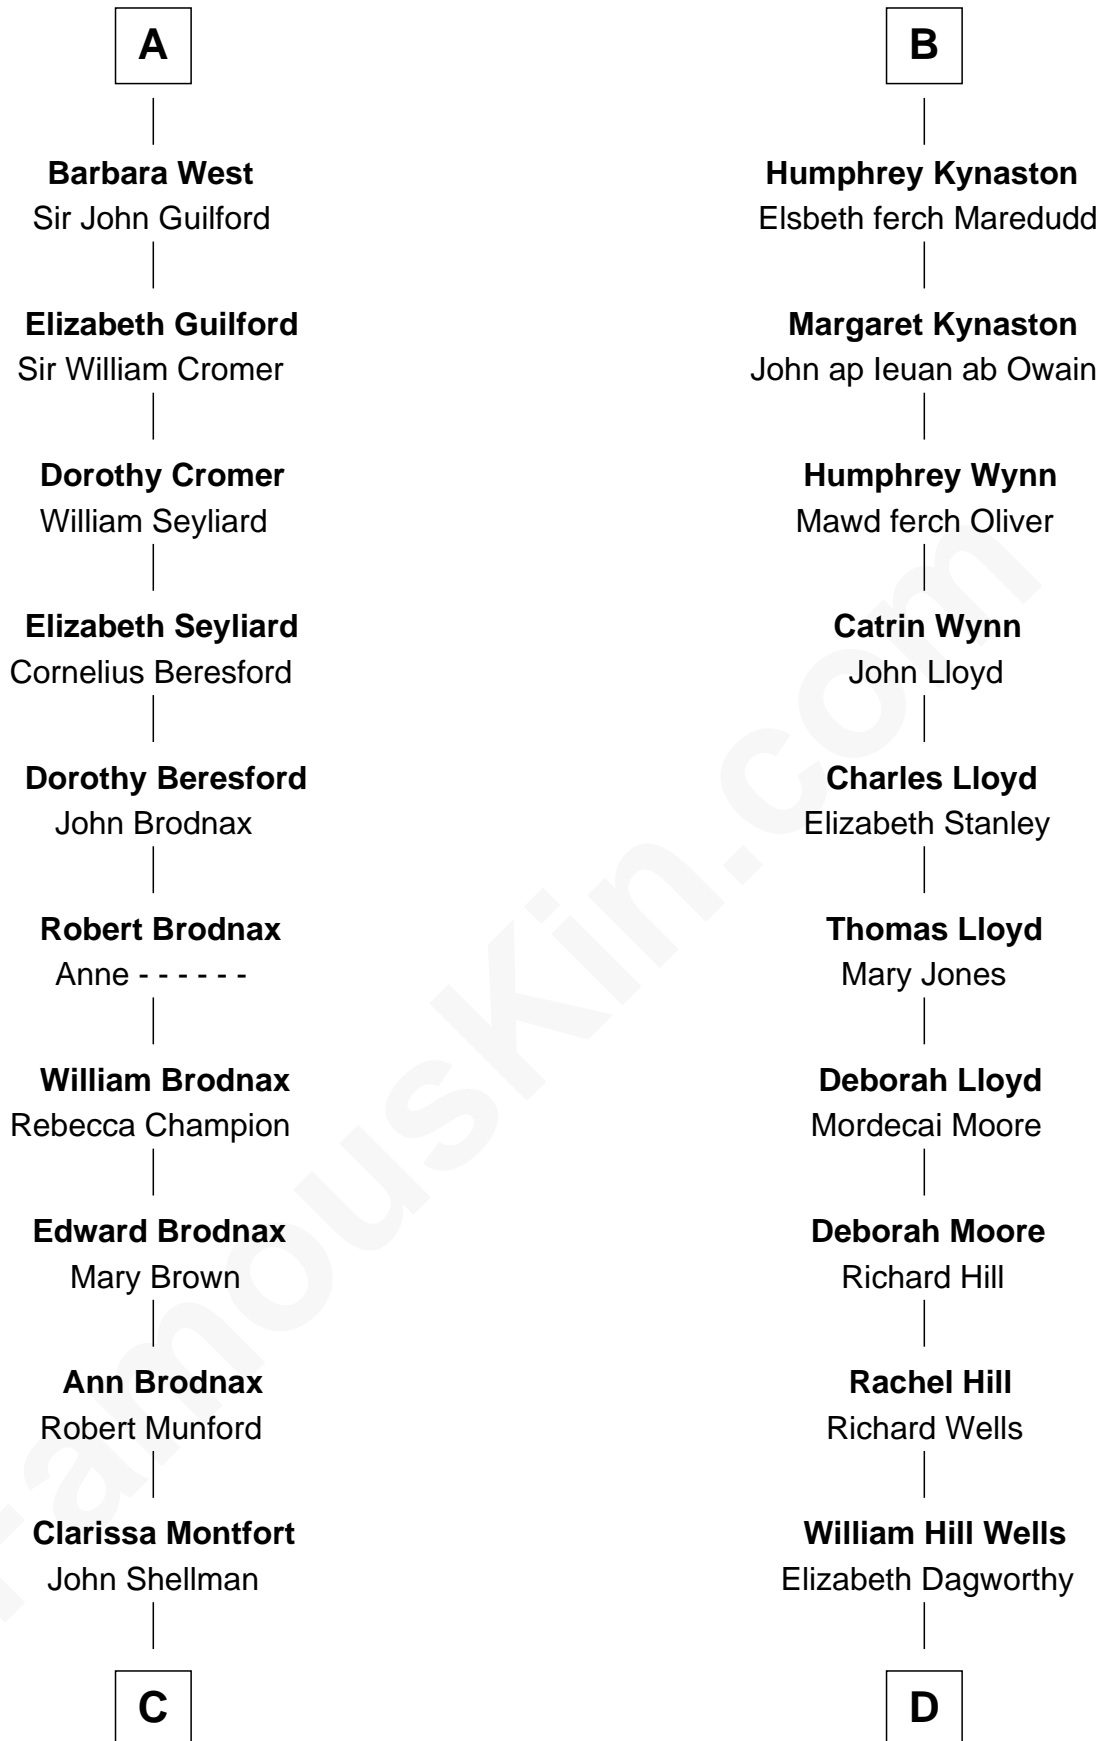 A
Barbara West
Sir John Guilford
Elizabeth Guilford
Sir William Cromer
Dorothy Cromer
William Seyliard
Elizabeth Seyliard
Cornelius Beresford
Dorothy Beresford
John Brodnax
Robert Brodnax
Anne - - - - - -
William Brodnax
Rebecca Champion
Edward Brodnax
Mary Brown
Ann Brodnax
Robert Munford
Clarissa Montfort
John Shellman
C
B
Humphrey Kynaston
Elsbeth ferch Maredudd
Margaret Kynaston
John ap Ieuan ab Owain
Humphrey Wynn
Mawd ferch Oliver
Catrin Wynn
John Lloyd
Charles Lloyd
Elizabeth Stanley
Thomas Lloyd
Mary Jones
Deborah Lloyd
Mordecai Moore
Deborah Moore
Richard Hill
Rachel Hill
Richard Wells
William Hill Wells
Elizabeth Dagworthy
D
FamousKin.com